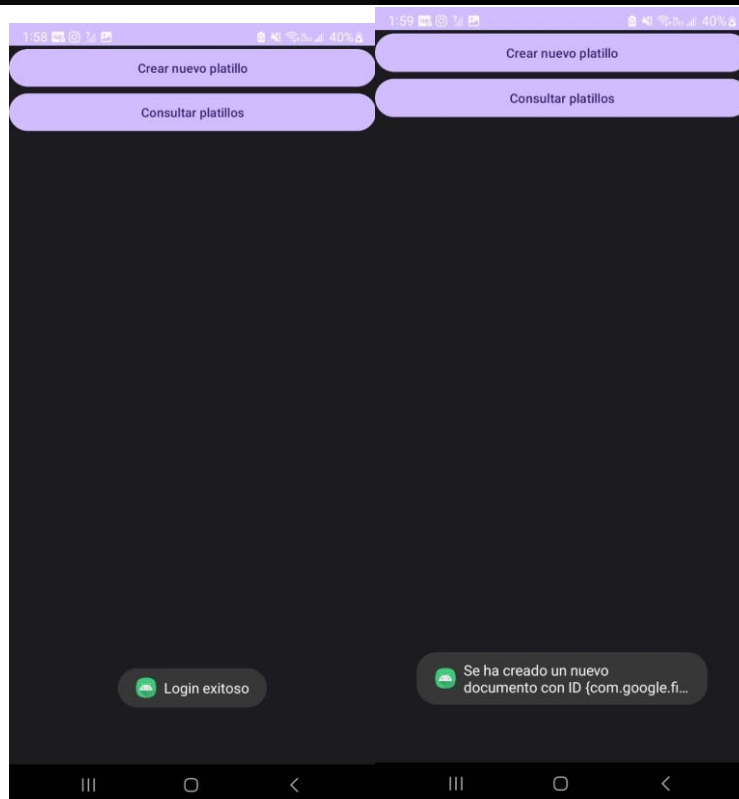 1:58
40%
Crear nuevo platillo
Consultar platillos
Login exitoso
1:59
40%
Crear nuevo platillo
Consultar platillos
Se ha creado un nuevo
documento con ID {com.google.fi...